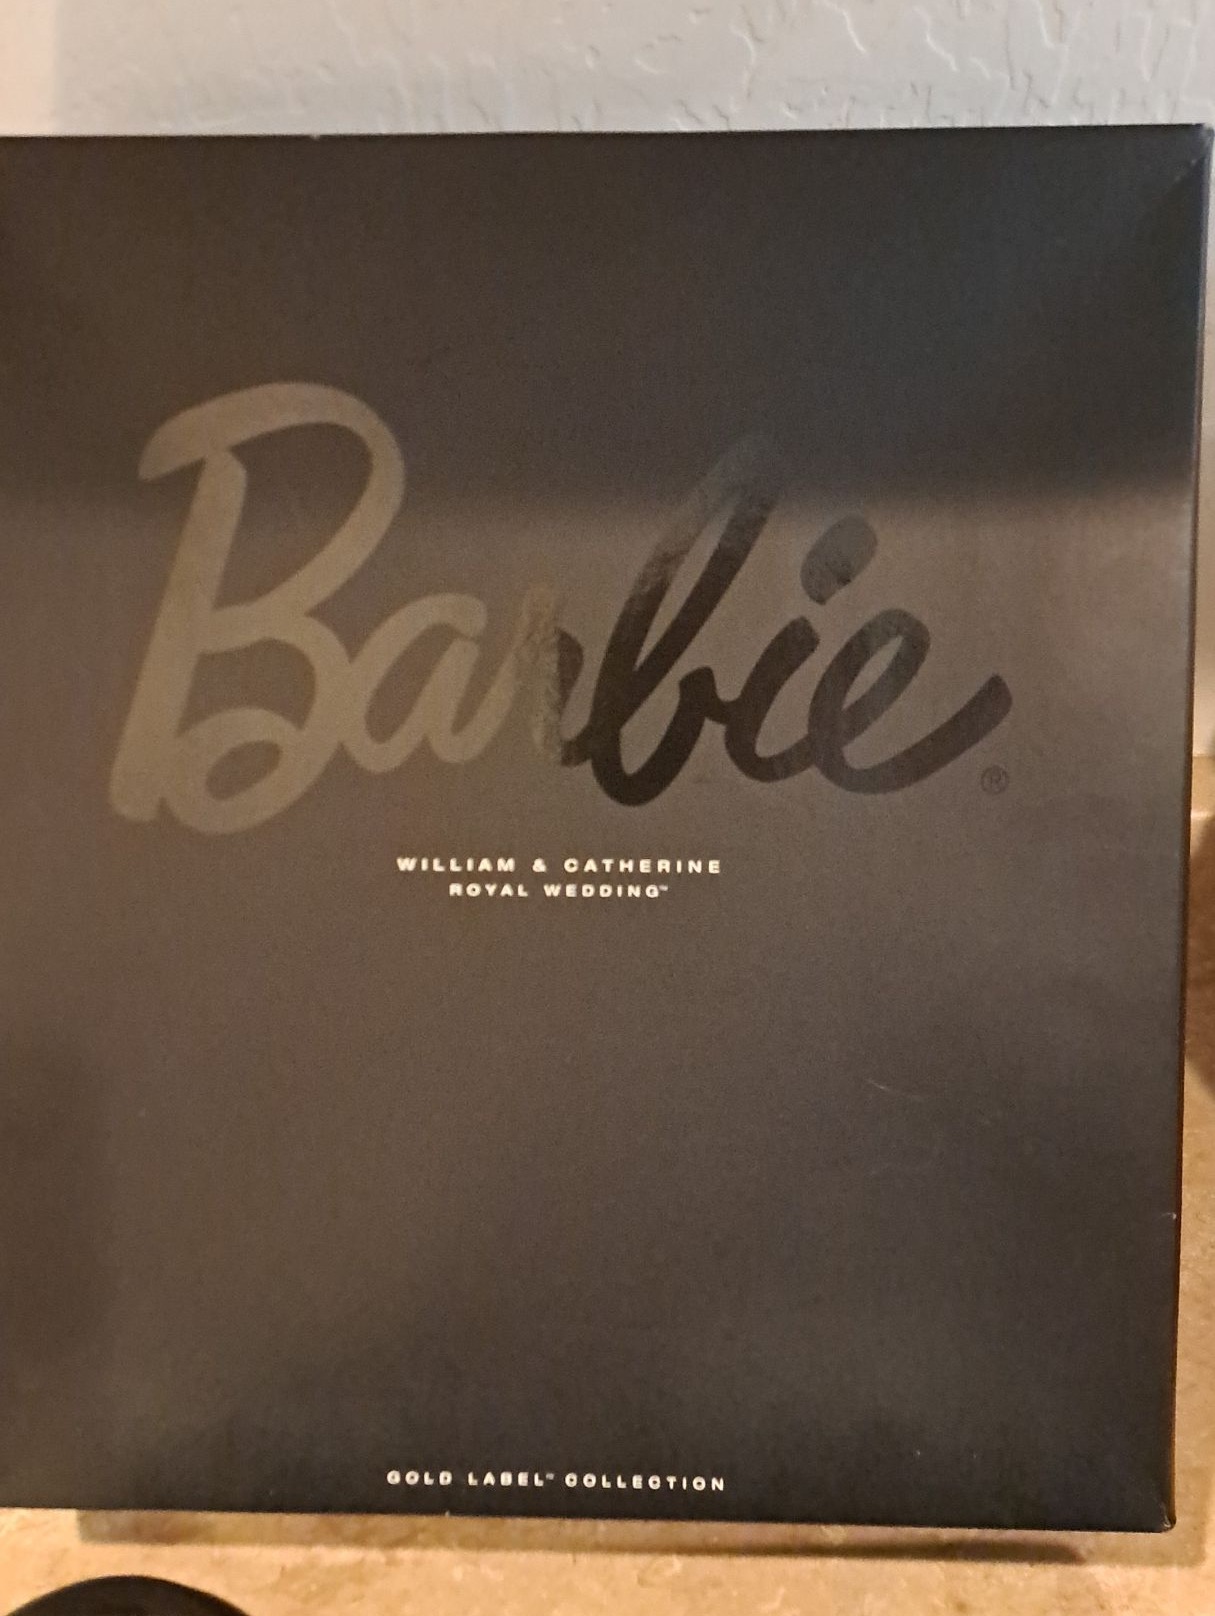 Barbie®
WILLIAM & CATHERINE
ROYAL WEDDING™
GOLD LABEL™ COLLECTION